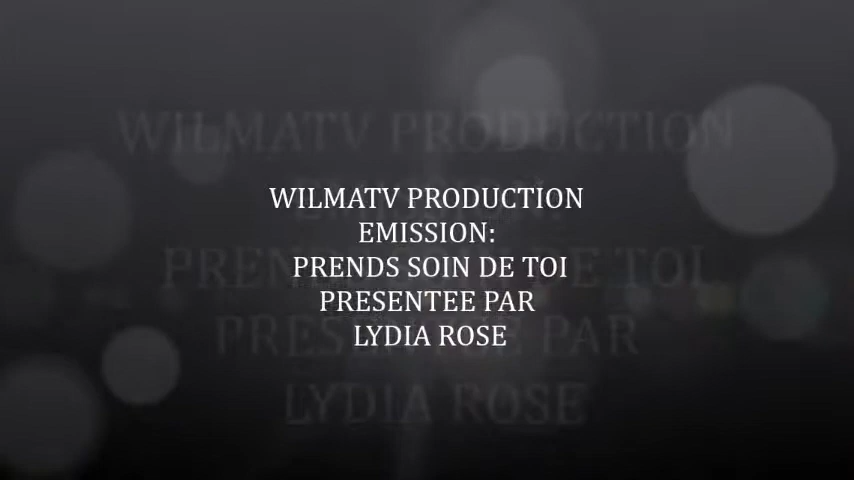 WILMATV PRODUCTION
EMISSION:
PRENDS SOIN DE TOI
PRESENTEE PAR
LYDIA ROSE